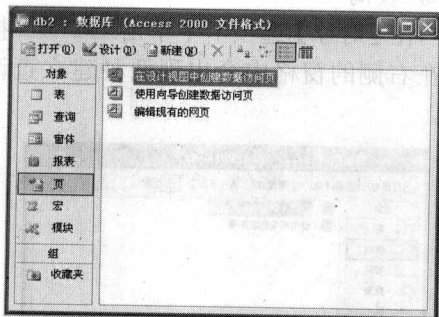 db2 : 数据库 (Access 2000 文件格式)
打开(O) 设计(D) 新建(N)
对象
表
查询
窗体
报表
页
宏
模块
组
收藏夹
在设计视图中创建数据访问页
使用向导创建数据访问页
编辑现有的网页